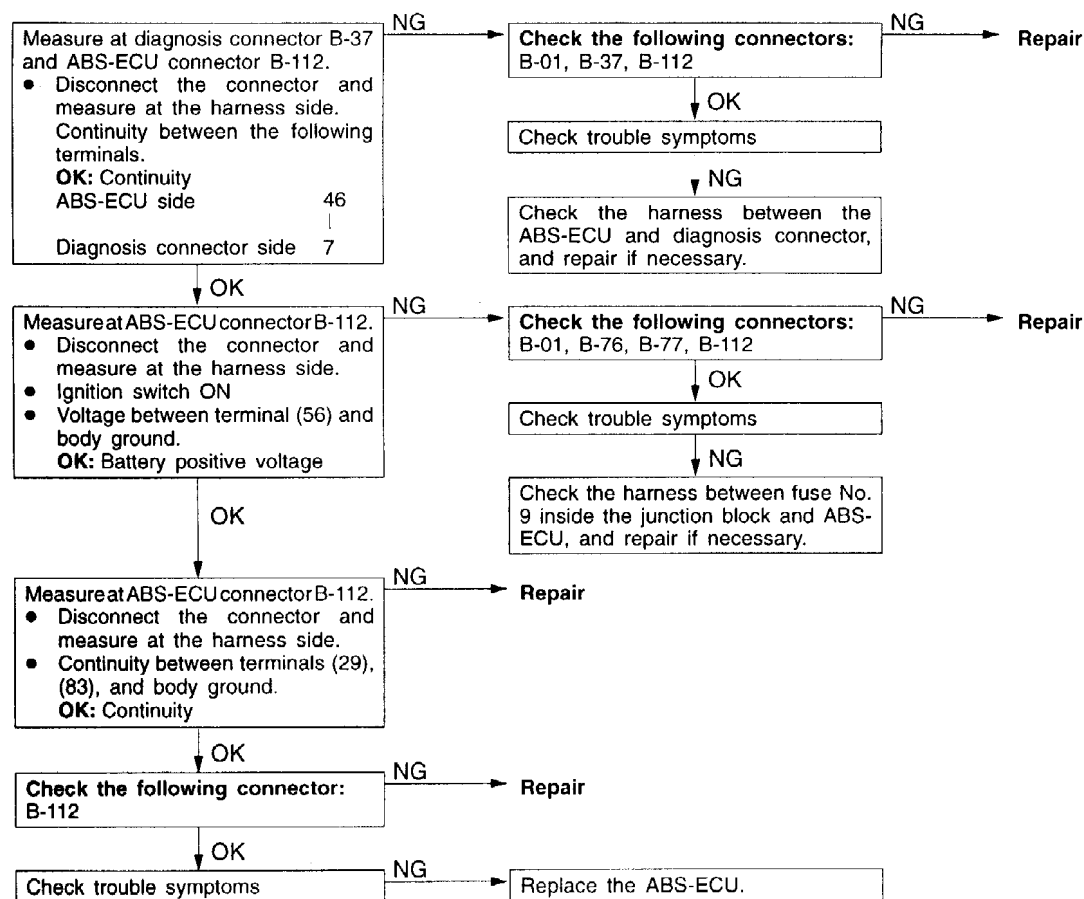 Measure at diagnosis connector B-37
and ABS-ECU connector B-112.
● Disconnect the connector and
measure at the harness side.
Continuity between the following
terminals.
OK: Continuity
ABS-ECU side 46
|
Diagnosis connector side 7
NG
Check the following connectors:
B-01, B-37, B-112
NG
Repair
OK
Check trouble symptoms
NG
Check the harness between the
ABS-ECU and diagnosis connector,
and repair if necessary.
OK
Measure at ABS-ECU connector B-112.
● Disconnect the connector and
measure at the harness side.
● Ignition switch ON
● Voltage between terminal (56) and
body ground.
OK: Battery positive voltage
NG
Check the following connectors:
B-01, B-76, B-77, B-112
NG
Repair
OK
Check trouble symptoms
NG
Check the harness between fuse No.
9 inside the junction block and ABS-
ECU, and repair if necessary.
OK
Measure at ABS-ECU connector B-112.
● Disconnect the connector and
measure at the harness side.
● Continuity between terminals (29),
(83), and body ground.
OK: Continuity
NG
Repair
OK
Check the following connector:
B-112
NG
Repair
OK
Check trouble symptoms
NG
Replace the ABS-ECU.